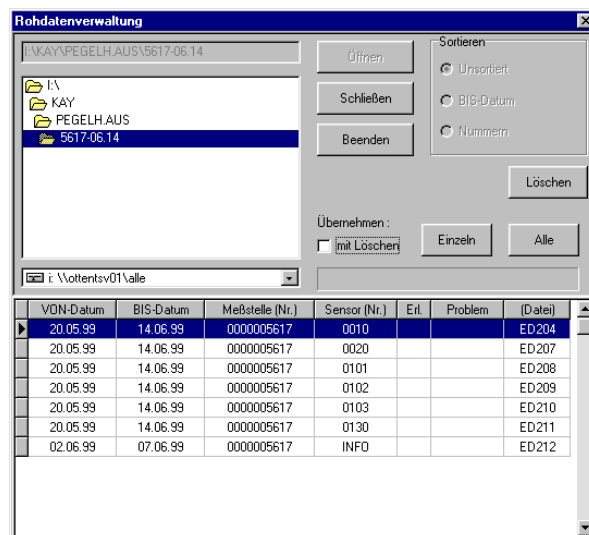 Rohdatenverwaltung
I:\KAY\PEGELH.AUS\5617-06.14
I:\
KAY
PEGELH.AUS
5617-06.14
i: \\ottentsv01\alle
Öffnen
Schließen
Beenden
Sortieren
Unsortiert
BIS-Datum
Nummern
Löschen
Übernehmen :
mit Löschen
Einzeln
Alle
VON-Datum BIS-Datum Meßstelle (Nr.) Sensor (Nr.) Erl. Problem (Datei)
20.05.99 14.06.99 0000005617 0010 ED204
20.05.99 14.06.99 0000005617 0020 ED207
20.05.99 14.06.99 0000005617 0101 ED208
20.05.99 14.06.99 0000005617 0102 ED209
20.05.99 14.06.99 0000005617 0103 ED210
20.05.99 14.06.99 0000005617 0130 ED211
02.06.99 07.06.99 0000005617 INFO ED212